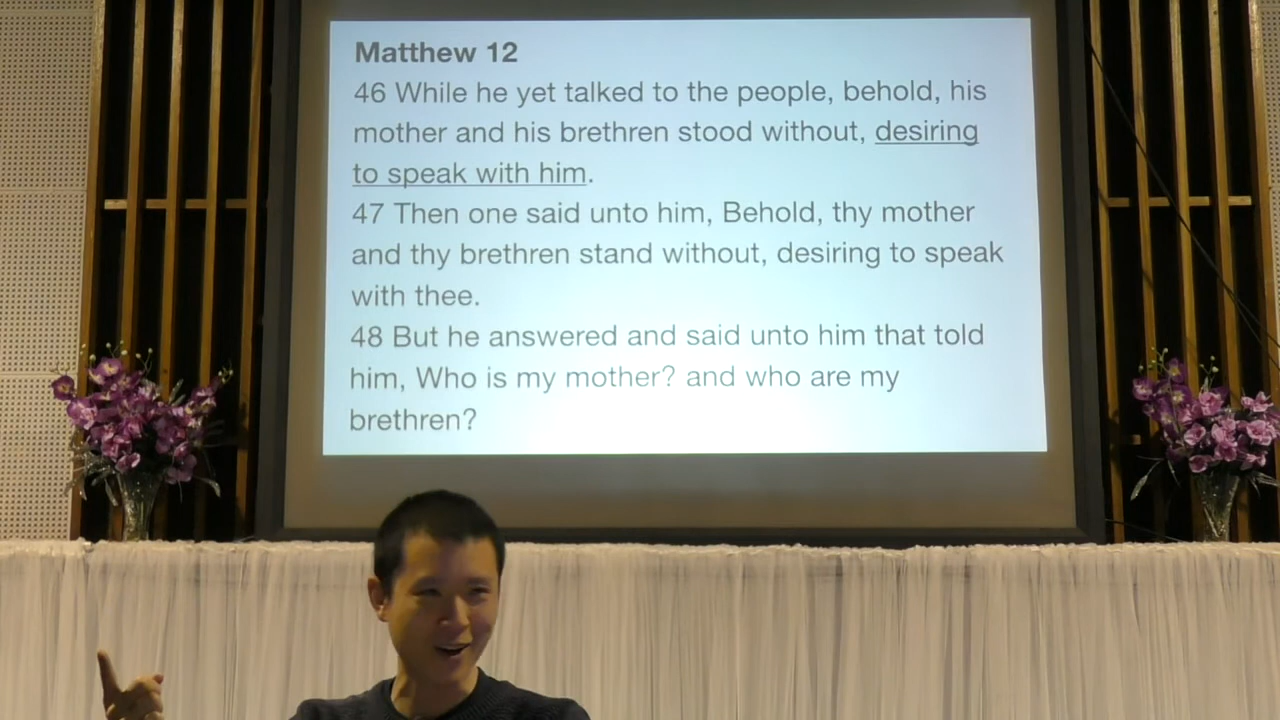 Matthew 12
46 While he yet talked to the people, behold, his
mother and his brethren stood without, desiring
to speak with him.
47 Then one said unto him, Behold, thy mother
and thy brethren stand without, desiring to speak
with thee.
48 But he answered and said unto him that told
him, Who is my mother? and who are my
brethren?